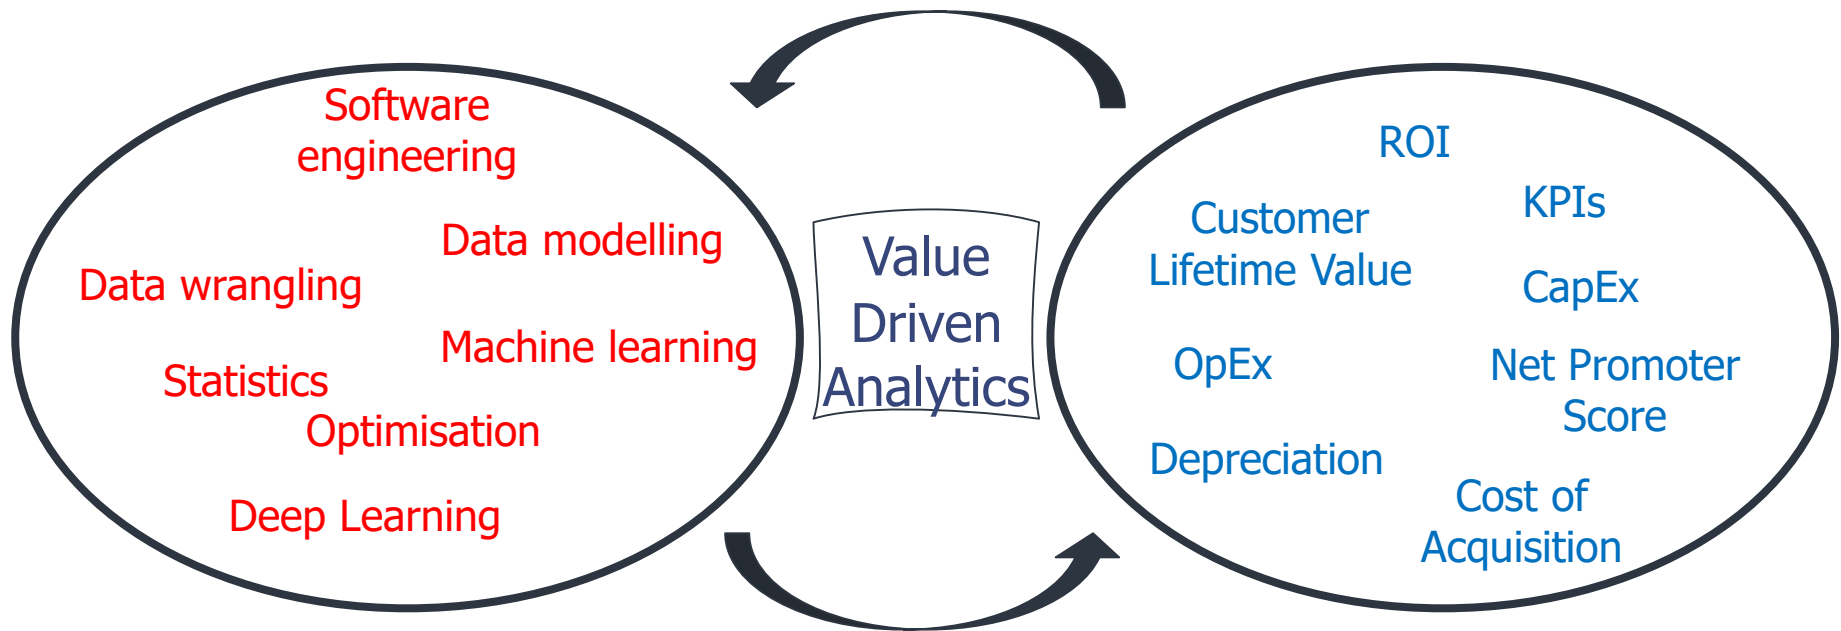 Software
engineering
Data modelling
Data wrangling
Machine learning
Statistics
Optimisation
Deep Learning
Value
Driven
Analytics
ROI
KPIs
Customer
Lifetime Value
CapEx
OpEx
Net Promoter
Score
Depreciation
Cost of
Acquisition